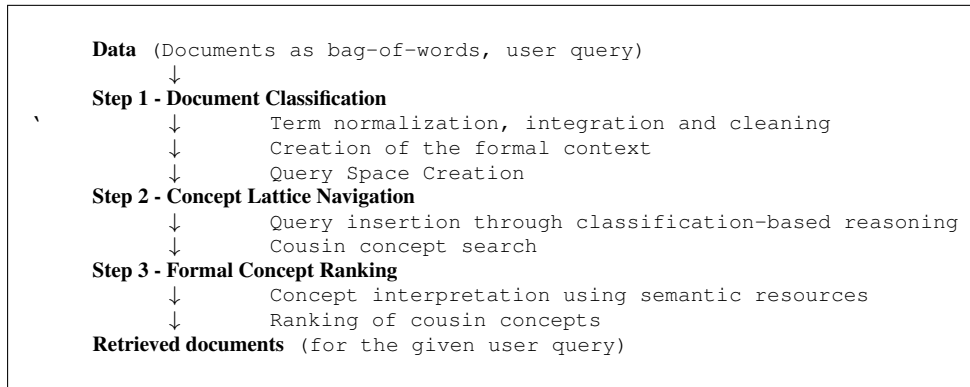 Data (Documents as bag-of-words, user query)
↓
Step 1 - Document Classification
‘ ↓ Term normalization, integration and cleaning
↓ Creation of the formal context
↓ Query Space Creation
Step 2 - Concept Lattice Navigation
↓ Query insertion through classification-based reasoning
↓ Cousin concept search
Step 3 - Formal Concept Ranking
↓ Concept interpretation using semantic resources
↓ Ranking of cousin concepts
Retrieved documents (for the given user query)